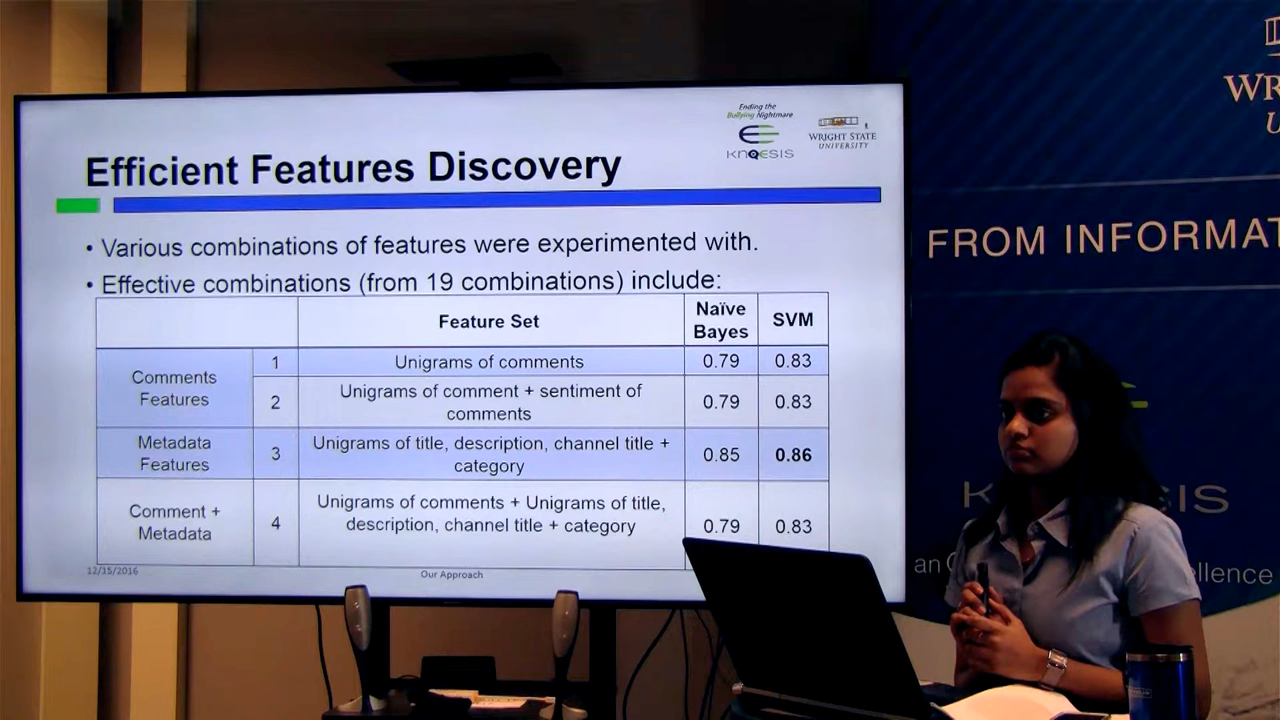 Ending the
Bullying Nightmare
KNOESIS
WRIGHT STATE
UNIVERSITY
Efficient Features Discovery
• Various combinations of features were experimented with.
• Effective combinations (from 19 combinations) include:
Feature Set
Naïve
Bayes
SVM
Comments
Features
1
Unigrams of comments
0.79
0.83
2
Unigrams of comment + sentiment of
comments
0.79
0.83
Metadada
Features
3
Unigrams of title, description, channel title +
category
0.85
0.86
Comment +
Metadata
4
Unigrams of comments + Unigrams of title,
description, channel title + category
0.79
0.83
12/15/2016
Our Approach
WR
U
FROM INFORMAT
K
SIS
an
ellence